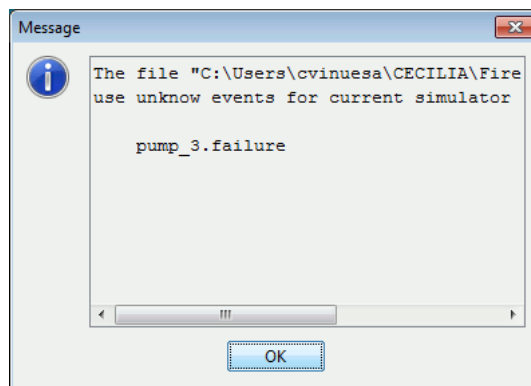 Message
The file "C:\Users\cvinuesa\CECILIA\Fire
use unknow events for current simulator
pump_3.failure
OK